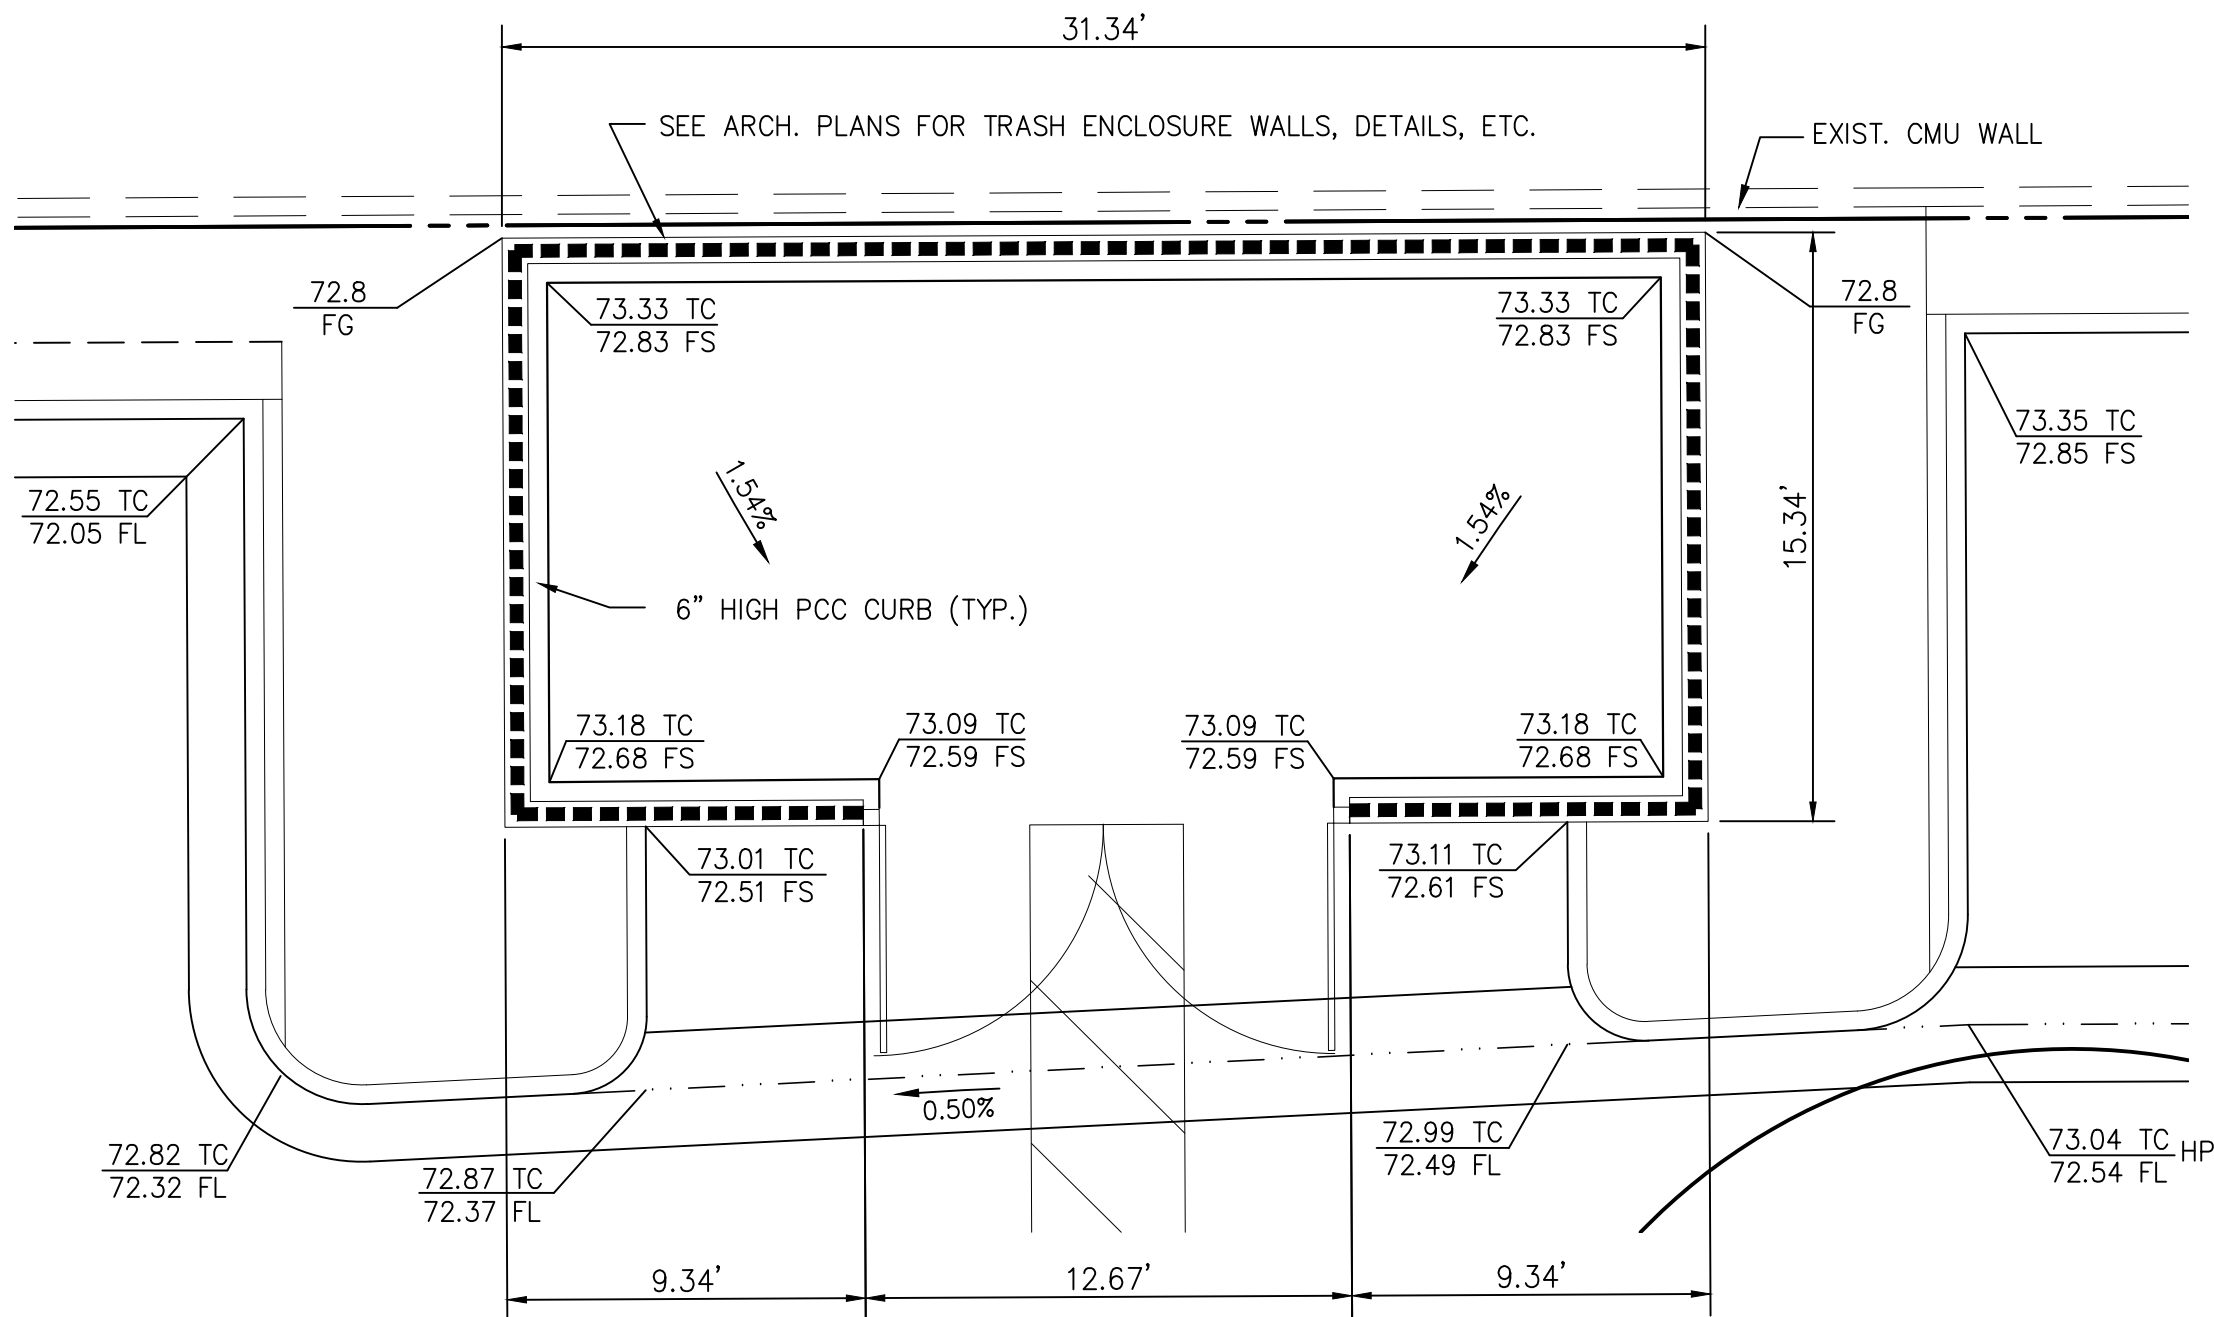 31.34’
SEE ARCH. PLANS FOR TRASH ENCLOSURE WALLS, DETAILS, ETC.
EXIST. CMU WALL
72.8
FG
73.33 TC
72.83 FS
73.33 TC
72.83 FS
72.8
FG
73.35 TC
72.85 FS
72.55 TC
72.05 FL
1.54%
1.54%
15.34’
6” HIGH PCC CURB (TYP.)
73.18 TC
72.68 FS
73.09 TC
72.59 FS
73.09 TC
72.59 FS
73.18 TC
72.68 FS
73.01 TC
72.51 FS
73.11 TC
72.61 FS
0.50%
72.82 TC
72.32 FL
72.87 TC
72.37 FL
72.99 TC
72.49 FL
73.04 TC HP
72.54 FL
9.34’
12.67’
9.34’